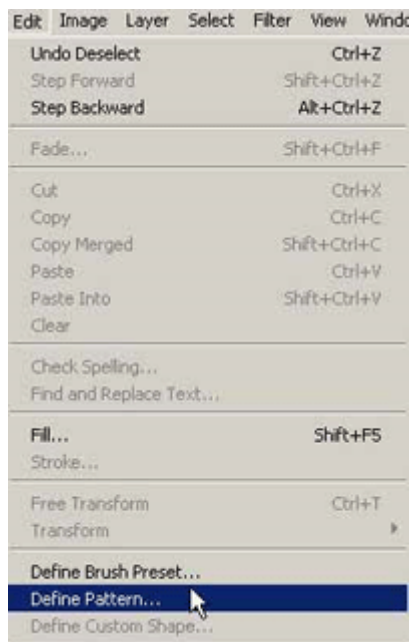 Edit Image Layer Select Filter View Windo
Undo Deselect Ctrl+Z
Step Forward Shift+Ctrl+Z
Step Backward Alt+Ctrl+Z
Fade... Shift+Ctrl+F
Cut Ctrl+X
Copy Ctrl+C
Copy Merged Shift+Ctrl+C
Paste Ctrl+V
Paste Into Shift+Ctrl+V
Clear
Check Spelling...
Find and Replace Text...
Fill... Shift+F5
Stroke...
Free Transform Ctrl+T
Transform
Define Brush Preset...
Define Pattern...
Define Custom Shape...